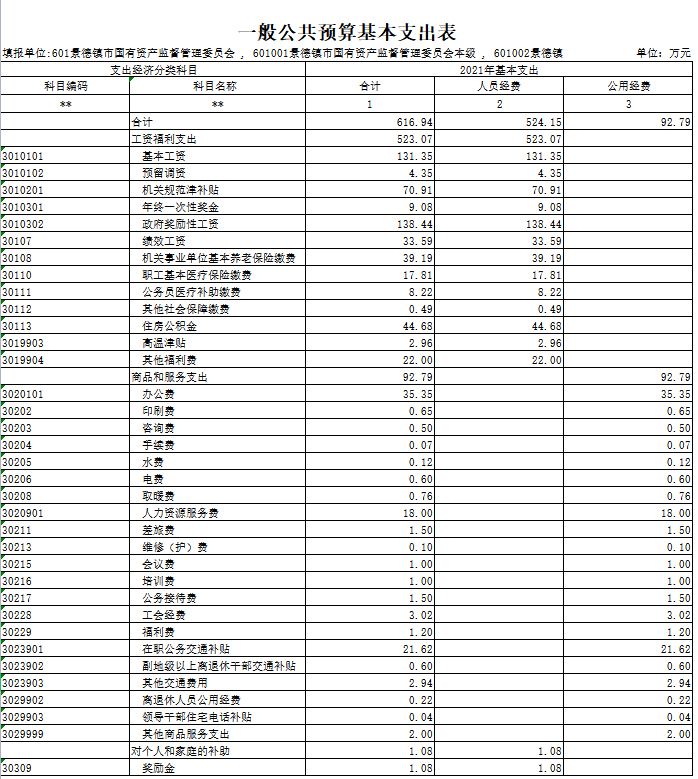 一般公共预算基本支出表
填报单位:601景德镇市国有资产监督管理委员会 , 601001景德镇市国有资产监督管理委员会本级 , 601002景德镇 单位: 万元
支出经济分类科目 2021年基本支出
科目编码 科目名称 合计 人员经费 公用经费
** ** 1 2 3
合计 616.94 524.15 92.79
工资福利支出 523.07 523.07
3010101 基本工资 131.35 131.35
3010102 预留调资 4.35 4.35
3010201 机关规范津补贴 70.91 70.91
3010301 年终一次性奖金 9.08 9.08
3010302 政府奖励性工资 138.44 138.44
30107 绩效工资 33.59 33.59
30108 机关事业单位基本养老保险缴费 39.19 39.19
30110 职工基本医疗保险缴费 17.81 17.81
30111 公务员医疗补助缴费 8.22 8.22
30112 其他社会保障缴费 0.49 0.49
30113 住房公积金 44.68 44.68
3019903 高温津贴 2.96 2.96
3019904 其他福利费 22.00 22.00
商品和服务支出 92.79 92.79
3020101 办公费 35.35 35.35
30202 印刷费 0.65 0.65
30203 咨询费 0.50 0.50
30204 手续费 0.07 0.07
30205 水费 0.12 0.12
30206 电费 0.60 0.60
30208 取暖费 0.76 0.76
3020901 人力资源服务费 18.00 18.00
30211 差旅费 1.50 1.50
30213 维修（护）费 0.10 0.10
30215 会议费 1.00 1.00
30216 培训费 1.00 1.00
30217 公务接待费 1.50 1.50
30228 工会经费 3.02 3.02
30229 福利费 1.20 1.20
3023901 在职公务交通补贴 21.62 21.62
3023902 副地级以上离退休干部交通补贴 0.60 0.60
3023903 其他交通费用 2.94 2.94
3029902 离退休人员公用经费 0.22 0.22
3029903 领导干部住宅电话补贴 0.04 0.04
3029999 其他商品服务支出 2.00 2.00
对个人和家庭的补助 1.08 1.08
30309 奖励金 1.08 1.08